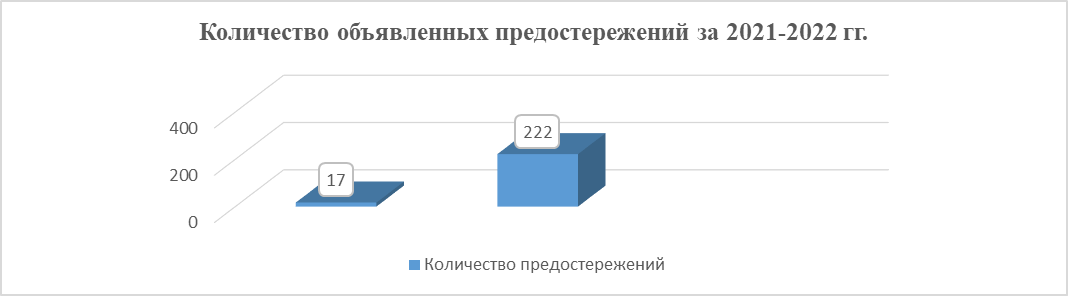 Количество объявленных предостережений за 2021-2022 гг.
400
222
200
17
0
Количество предостережений